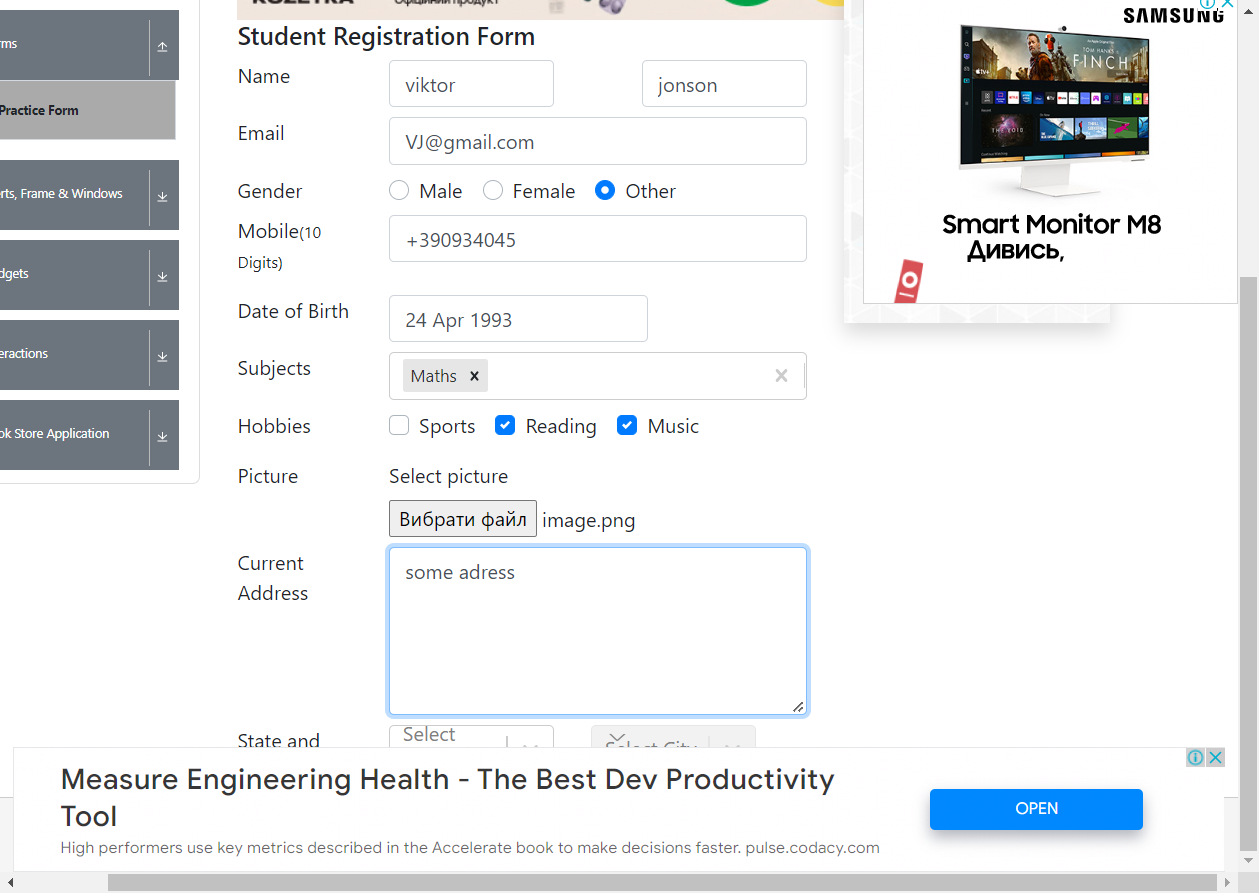 ROZETKA
Офіційний продукт
SAMSUNG
rms
Practice Form
rts, Frame & Windows
dgets
eractions
ok Store Application
Student Registration Form
Name
viktor
jonson
Email
VJ@gmail.com
Gender
Male
Female
Other
Mobile(10
Digits)
+390934045
Date of Birth
24 Apr 1993
Subjects
Maths
Hobbies
Sports
Reading
Music
Picture
Select picture
Вибрати файл image.png
Current
Address
some adress
State and
Select
Select City
TOM HANKS
FINCH
THE VOID
Smart Monitor M8
Дивись,
Measure Engineering Health - The Best Dev Productivity
Tool
High performers use key metrics described in the Accelerate book to make decisions faster. pulse.codacy.com
OPEN